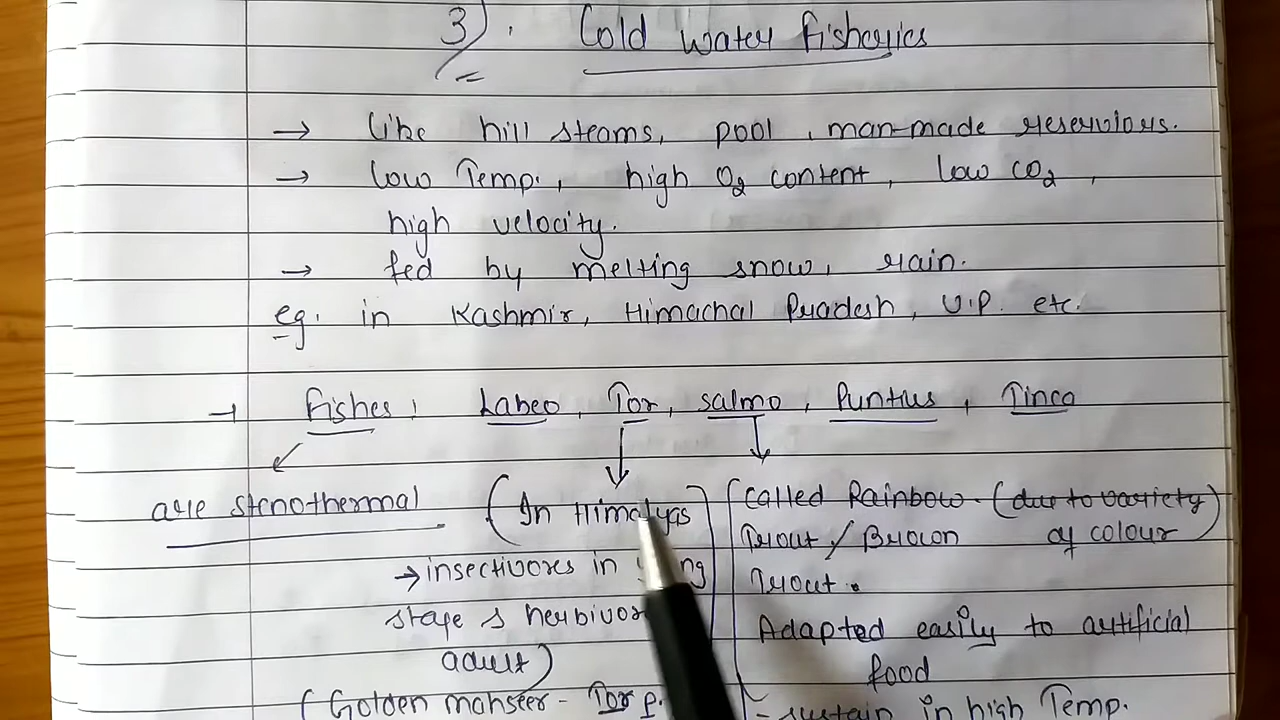 3). Cold Water Fisheries
→ like hill steams, pool, man-made reserviours.
→ low Temp., high O2 content, low CO2,
high velocity.
→ fed by melting snow, rain.
eg. in Kashmir, Himachal Pradesh, U.P. etc.
→ Fishes: Labeo, Tor, salmo, Puntius, Tinca
are stenothermal
(In Himalyas
→ insectivores in
stage & herbivor
adult)
(Golden mahseer - Tor p.
called Rainbow (due to variety
Trout / Brown of colour)
Trout.
Adapted easily to artificial
food
- sustain in high Temp.